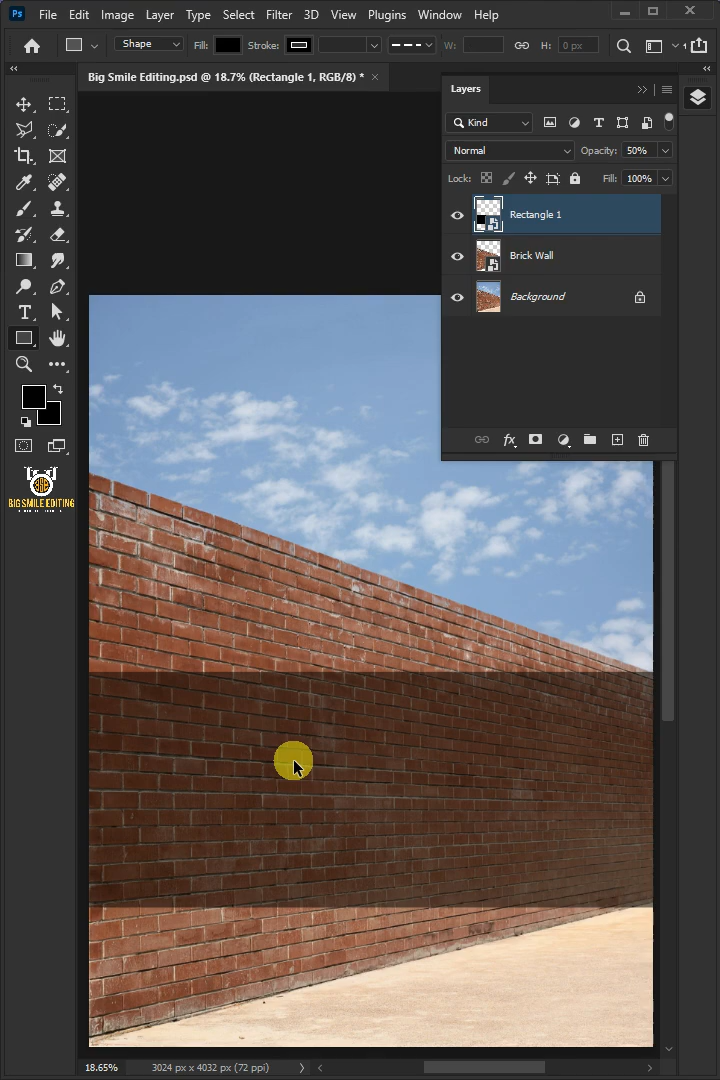 Ps File Edit Image Layer Type Select Filter 3D View Plugins Window Help
Shape Fill: Stroke: W: H: 0 px
Big Smile Editing.psd @ 18.7% (Rectangle 1, RGB/8) * ×
Layers
Kind
Normal Opacity: 50%
Lock: Fill: 100%
Rectangle 1
Brick Wall
Background
fx
BIG SMILE EDITING
18.65% 3024 px x 4032 px (72 ppi)